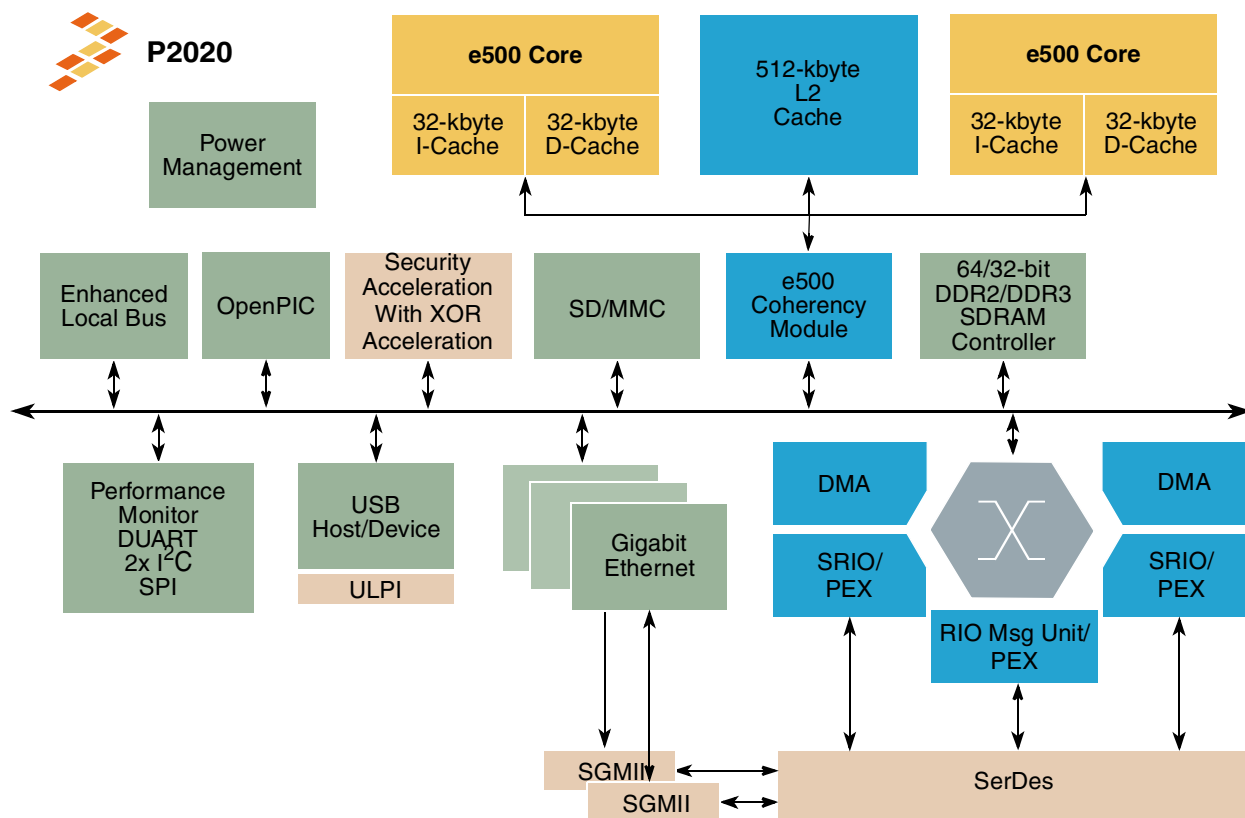 P2020
Power
Management
e500 Core
32-kbyte
I-Cache
32-kbyte
D-Cache
512-kbyte
L2
Cache
e500 Core
32-kbyte
I-Cache
32-kbyte
D-Cache
Enhanced
Local Bus
OpenPIC
Security
Acceleration
With XOR
Acceleration
SD/MMC
e500
Coherency
Module
64/32-bit
DDR2/DDR3
SDRAM
Controller
Performance
Monitor
DUART
2x I²C
SPI
USB
Host/Device
ULPI
Gigabit
Ethernet
DMA
SRIO/
PEX
DMA
SRIO/
PEX
RIO Msg Unit/
PEX
SGMII
SGMII
SerDes